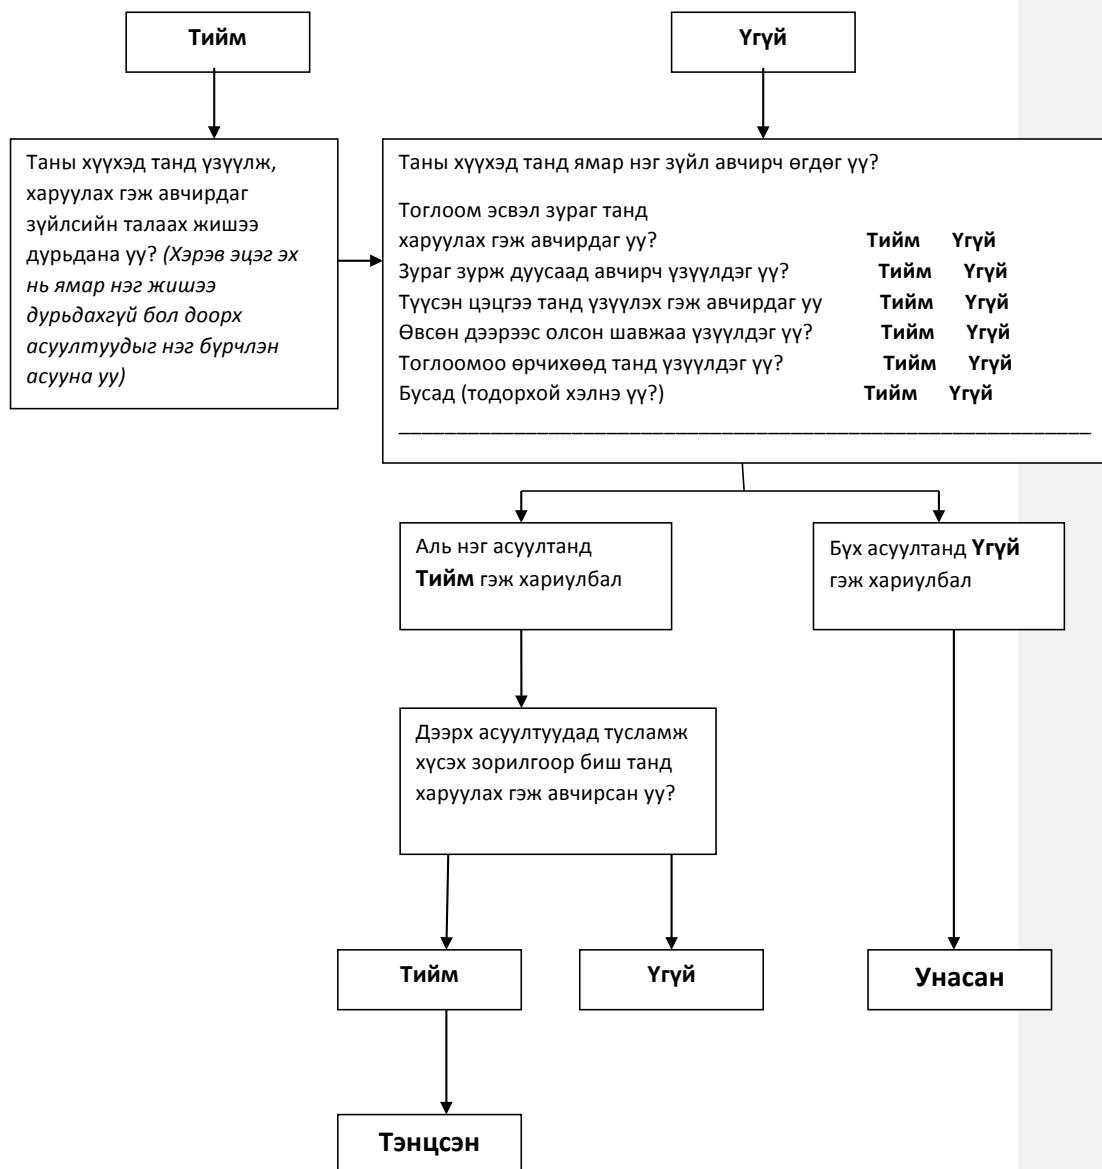 Тийм
Үгүй
Таны хүүхэд танд үзүүлж,
харуулах гэж авчирдаг
зүйлсийн талаах жишээ
дурьдана уу? (Хэрэв эцэг эх
нь ямар нэг жишээ
дурьдахгүй бол доорх
асуултуудыг нэг бүрчлэн
асууна уу)
Таны хүүхэд танд ямар нэг зүйл авчирч өгдөг үү?
Тоглоом эсвэл зураг танд
харуулах гэж авчирдаг уу? Тийм Үгүй
Зураг зурж дуусаад авчирч үзүүлдэг үү? Тийм Үгүй
Түүсэн цэцгээ танд үзүүлэх гэж авчирдаг уу Тийм Үгүй
Өвсөн дээрээс олсон шавжаа үзүүлдэг үү? Тийм Үгүй
Тоглоомоо өрчихөөд танд үзүүлдэг үү? Тийм Үгүй
Бусад (тодорхой хэлнэ үү?) Тийм Үгүй
Аль нэг асуултанд
Тийм гэж хариулбал
Бүх асуултанд Үгүй
гэж хариулбал
Дээрх асуултуудад тусламж
хүсэх зорилгоор биш танд
харуулах гэж авчирсан уу?
Тийм
Үгүй
Унасан
Тэнцсэн